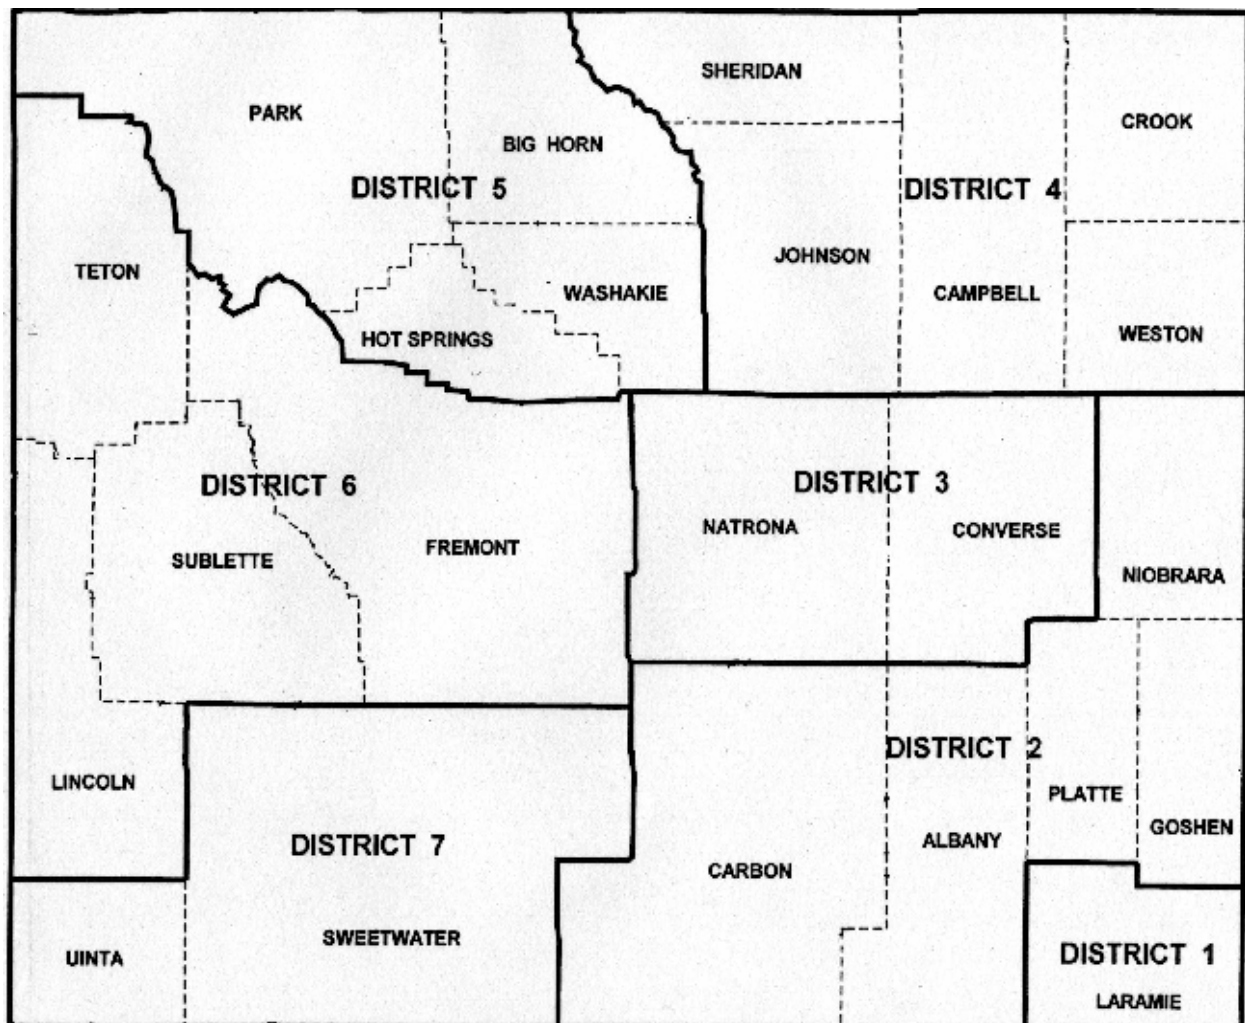 SHERIDAN
PARK
CROOK
BIG HORN
DISTRICT 5
DISTRICT 4
JOHNSON
TETON
WASHAKIE
CAMPBELL
WESTON
HOT SPRINGS
DISTRICT 6
DISTRICT 3
NATRONA
CONVERSE
FREMONT
SUBLETTE
NIOBRARA
DISTRICT 2
LINCOLN
PLATTE
GOSHEN
DISTRICT 7
ALBANY
CARBON
SWEETWATER
UINTA
DISTRICT 1
LARAMIE